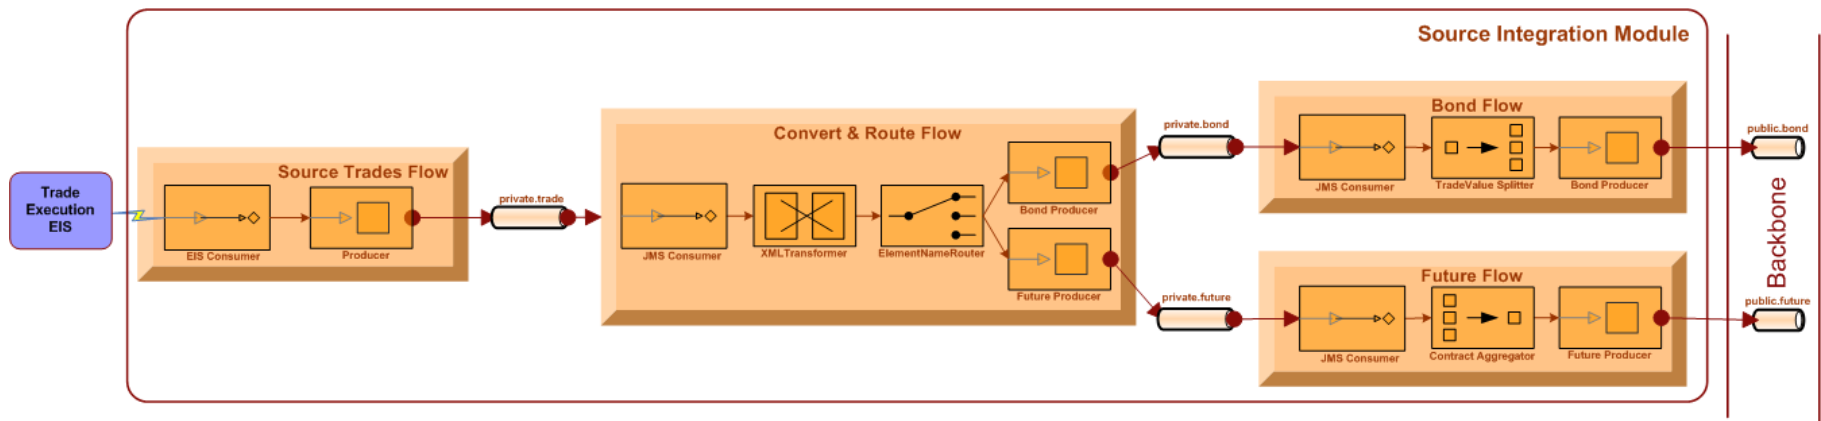 Source Integration Module
Trade
Execution
EIS
Source Trades Flow
EIS Consumer
Producer
private.trade
Convert & Route Flow
JMS Consumer
XMLTransformer
ElementNameRouter
Bond Producer
Future Producer
private.bond
private.future
Bond Flow
JMS Consumer
TradeValue Splitter
Bond Producer
Future Flow
JMS Consumer
Contract Aggregator
Future Producer
public.bond
Backbone
public.future